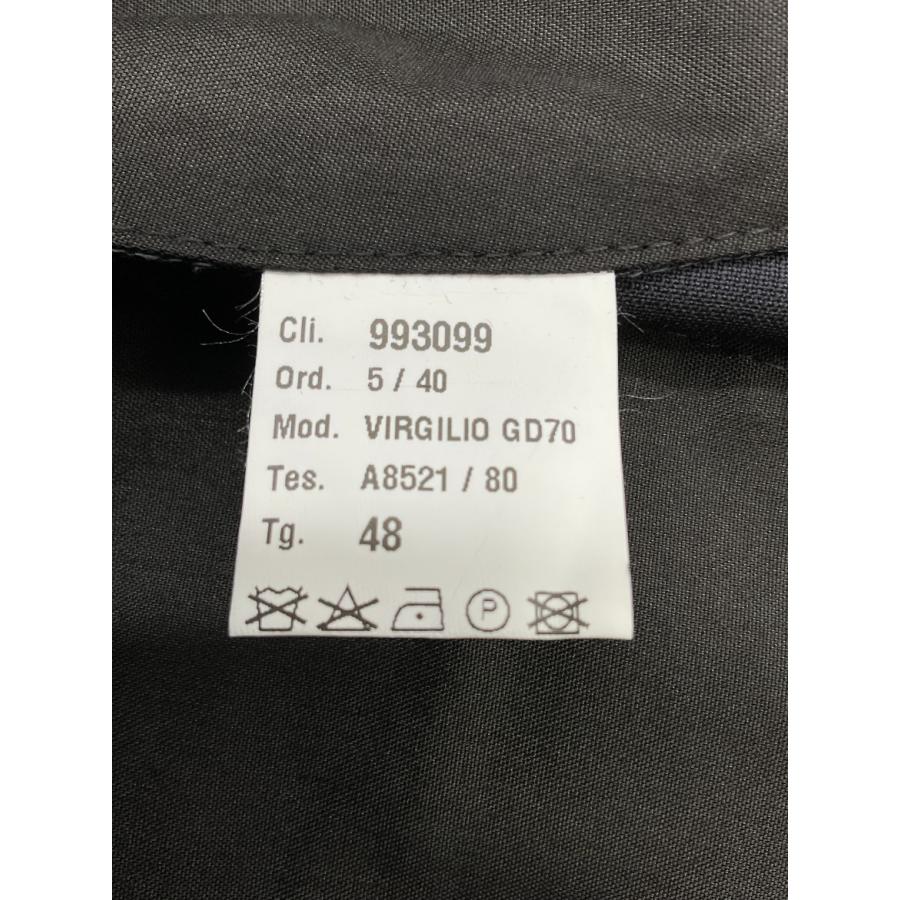 Cli. 993099
Ord. 5 / 40
Mod. VIRGILIO GD70
Tes. A8521 / 80
Tg. 48
P